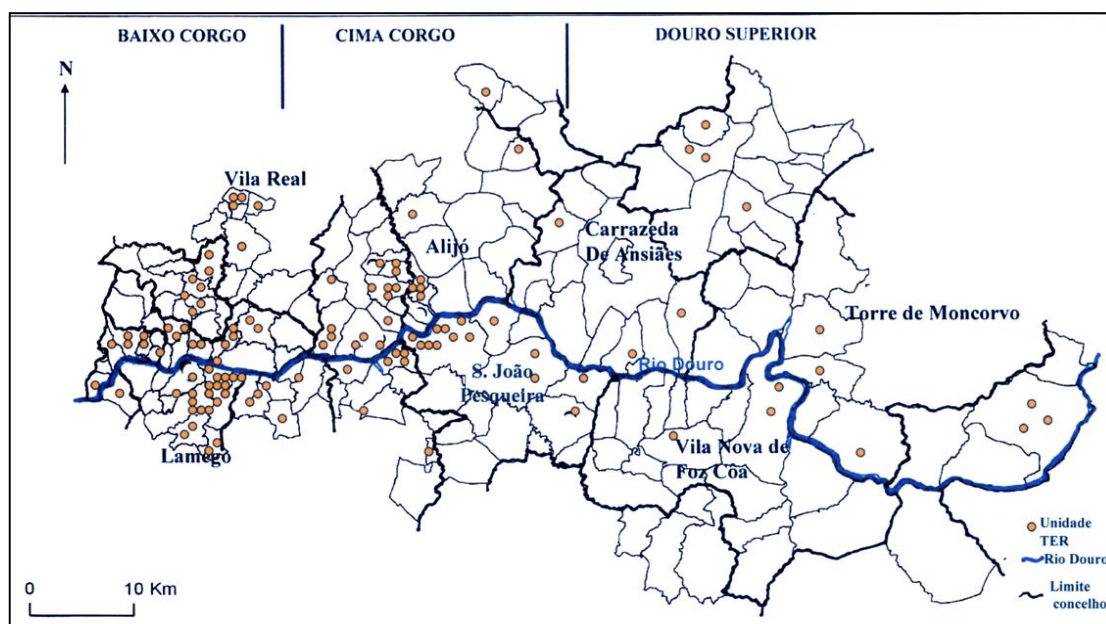 BAIXO CORGO
CIMA CORGO
DOURO SUPERIOR
N
Vila Real
Alijó
Carrazeda
De Ansiães
Torre de Moncorvo
Rio Douro
S. João
Pesqueira
Lamego
Vila Nova de
Foz Côa
Unidade
TER
Rio Douro
Limite
concelho
0 10 Km